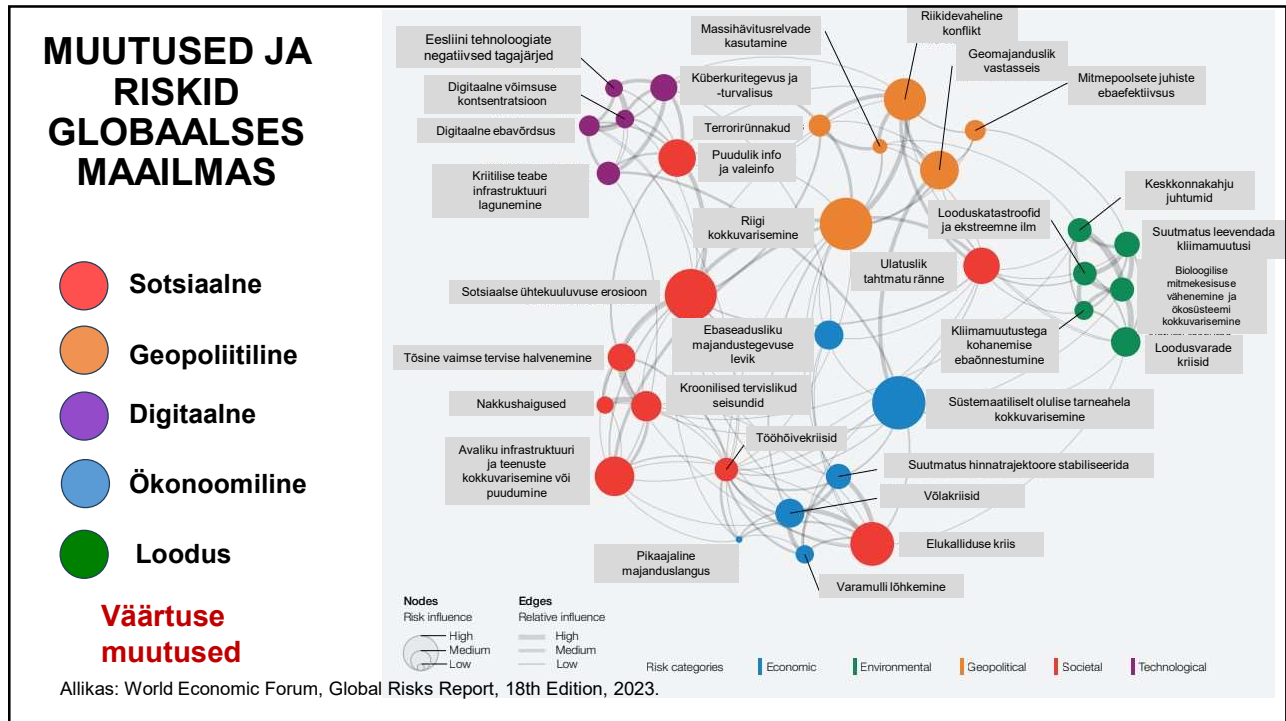 MUUTUSED JA
RISKID
GLOBAALSES
MAAILMAS
Sotsiaalne
Geopoliitiline
Digitaalne
Ökonoomiline
Loodus
Väärtuse
muutused
Eesliini tehnoloogiate
negatiivsed tagajärjed
Digitaalne võimsuse
kontsentratsioon
Digitaalne ebavõrdsus
Kriitilise teabe
infrastruktuuri
lagunemine
Massihävitusrelvade
kasutamine
Küberkuritegevus ja
-turvalisus
Terrorirünnakud
Puudulik info
ja valeinfo
Riikidevaheline
konflikt
Geomajanduslik
vastasseis
Mitmepoolsete juhiste
ebaefektiivsus
Riigi
kokkuvarisemine
Looduskatastroofid
ja ekstreemne ilm
Keskkonnakahju
juhtumid
Suutmatus leevendada
kliimamuutusi
Bioloogilise
mitmekesisuse
vähenemine ja
ökosüsteemi
kokkuvarisemine
Loodusvarade
kriisid
Ulatuslik
tahtmatu ränne
Sotsiaalse ühtekuuluvuse erosioon
Ebaseadusliku
majandustegevuse
levik
Kliimamuutustega
kohanemise
ebaõnnestumine
Tõsine vaimse tervise halvenemine
Kroonilised tervislikud
seisundid
Nakkushaigused
Süstemaatiliselt olulise tarneahela
kokkuvarisemine
Avaliku infrastruktuuri
ja teenuste
kokkuvarisemine või
puudumine
Tööhõivekriisid
Suutmatus hinnatrajektoore stabiliseerida
Võlakriisid
Elukalliduse kriis
Pikaajaline
majanduslangus
Varamulli lõhkemine
Nodes
Risk influence
High
Medium
Low
Edges
Relative influence
High
Medium
Low
Risk categories
Economic
Environmental
Geopolitical
Societal
Technological
Allikas: World Economic Forum, Global Risks Report, 18th Edition, 2023.